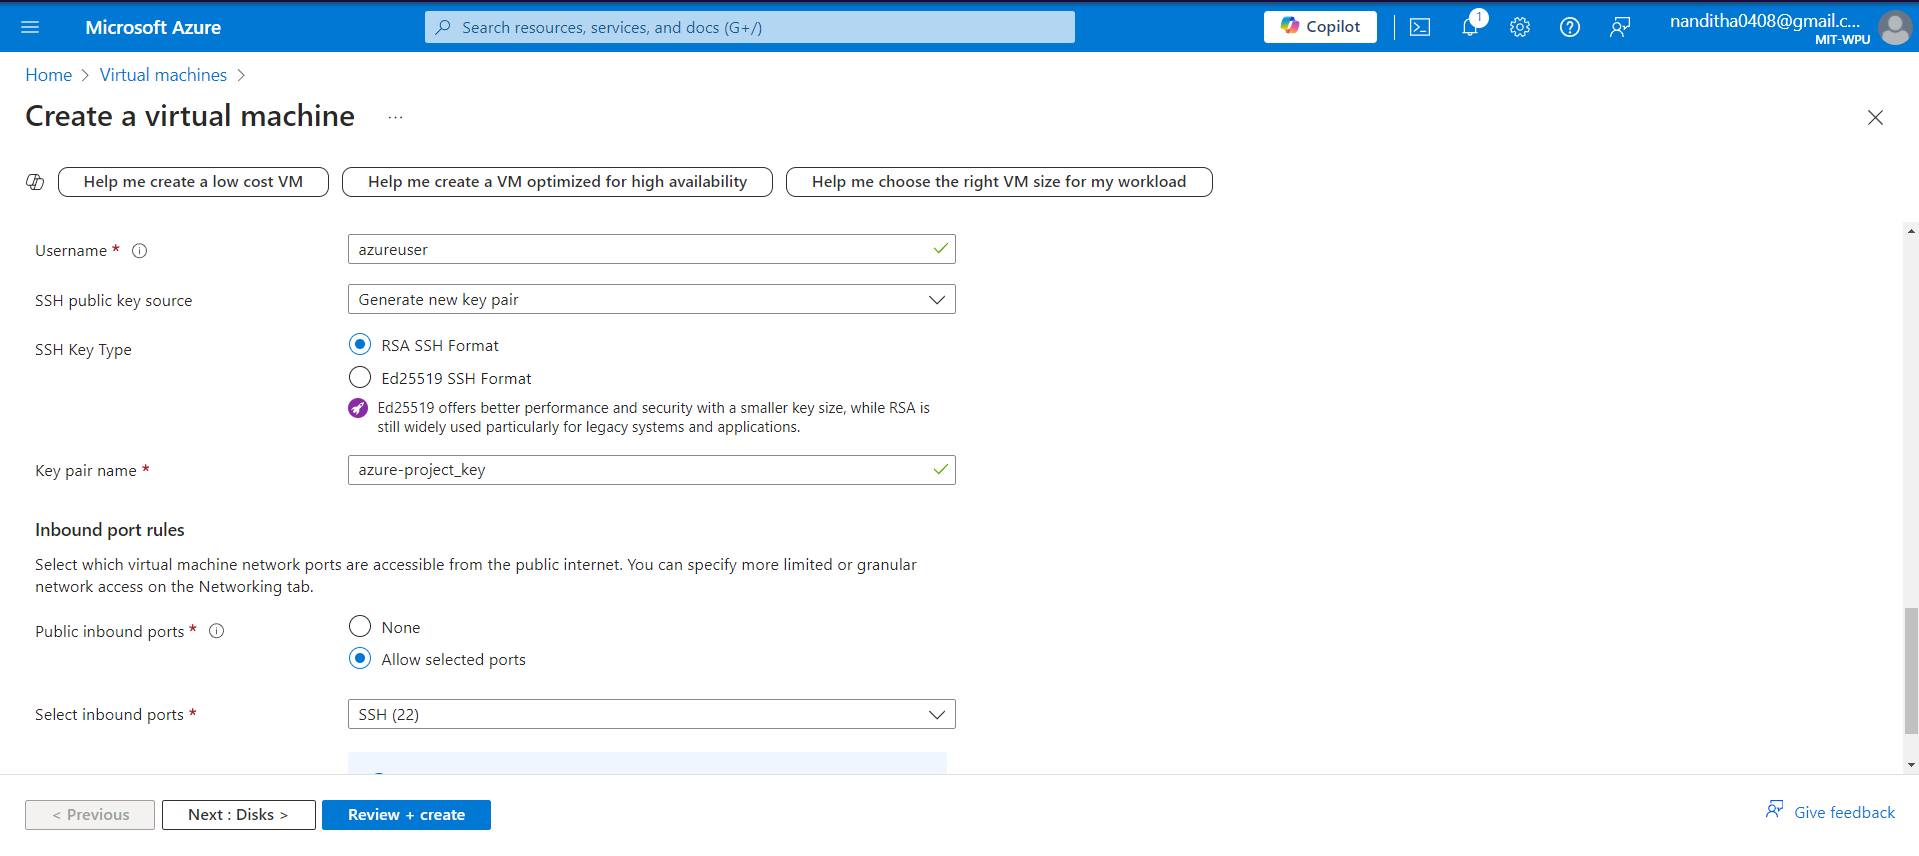 Microsoft Azure
Search resources, services, and docs (G+/)
Copilot
1
nanditha0408@gmail.c...
MIT-WPU
Home > Virtual machines >
Create a virtual machine ...
Help me create a low cost VM
Help me create a VM optimized for high availability
Help me choose the right VM size for my workload
Username *
azureuser
SSH public key source
Generate new key pair
SSH Key Type
RSA SSH Format
Ed25519 SSH Format
Ed25519 offers better performance and security with a smaller key size, while RSA is
still widely used particularly for legacy systems and applications.
Key pair name *
azure-project_key
Inbound port rules
Select which virtual machine network ports are accessible from the public internet. You can specify more limited or granular
network access on the Networking tab.
Public inbound ports *
None
Allow selected ports
Select inbound ports *
SSH (22)
< Previous
Next : Disks >
Review + create
Give feedback